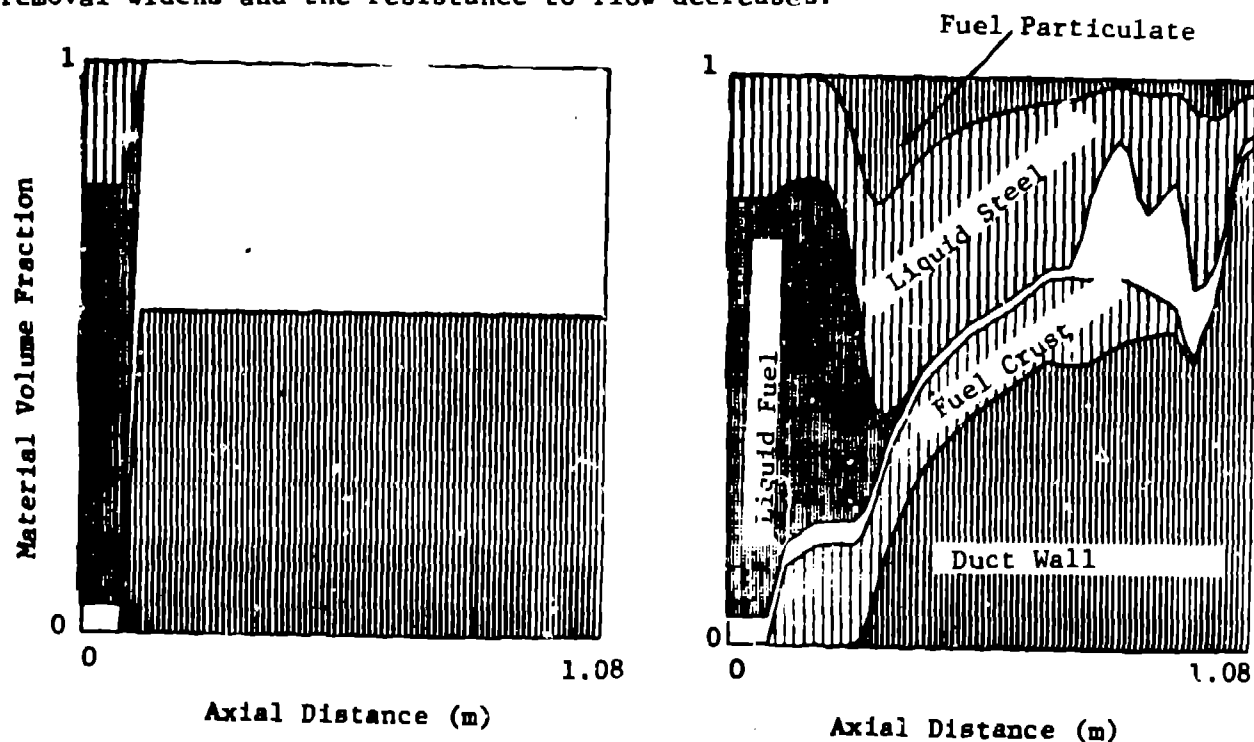 removal widens and the resistance to flow decreases.
Fuel Particulate
1
Material Volume Fraction
0
0
1.08
Axial Distance (m)
1
Liquid Steel
Liquid Fuel
Fuel Crust
Duct Wall
0
0
1.08
Axial Distance (m)